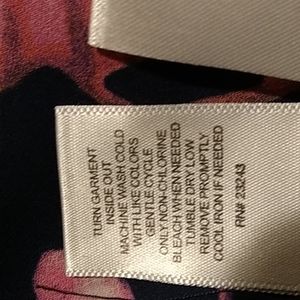 TURN GARMENT
INSIDE OUT
MACHINE WASH COLD
WITH LIKE COLORS
GENTLE CYCLE
ONLY NON-CHLORINE
BLEACH WHEN NEEDED
TUMBLE DRY LOW
REMOVE PROMPTLY
COOL IRON IF NEEDED
RN# 23243